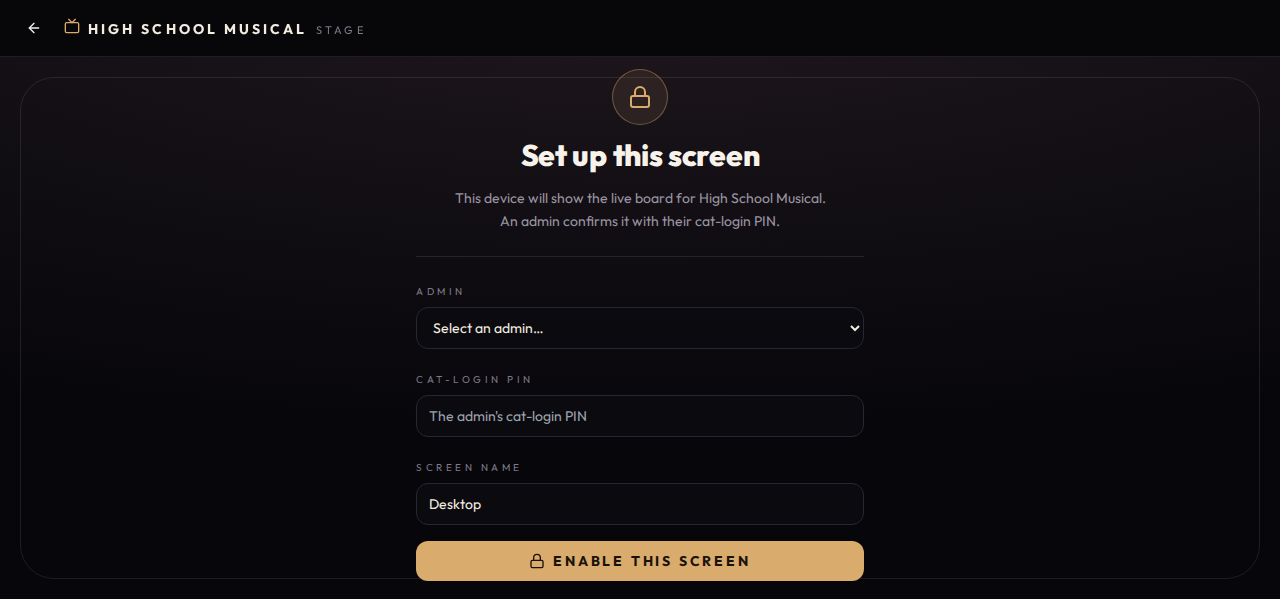 HIGH SCHOOL MUSICAL STAGE
Set up this screen
This device will show the live board for High School Musical.
An admin confirms it with their cat-login PIN.
ADMIN
Select an admin...
CAT-LOGIN PIN
The admin's cat-login PIN
SCREEN NAME
Desktop
ENABLE THIS SCREEN